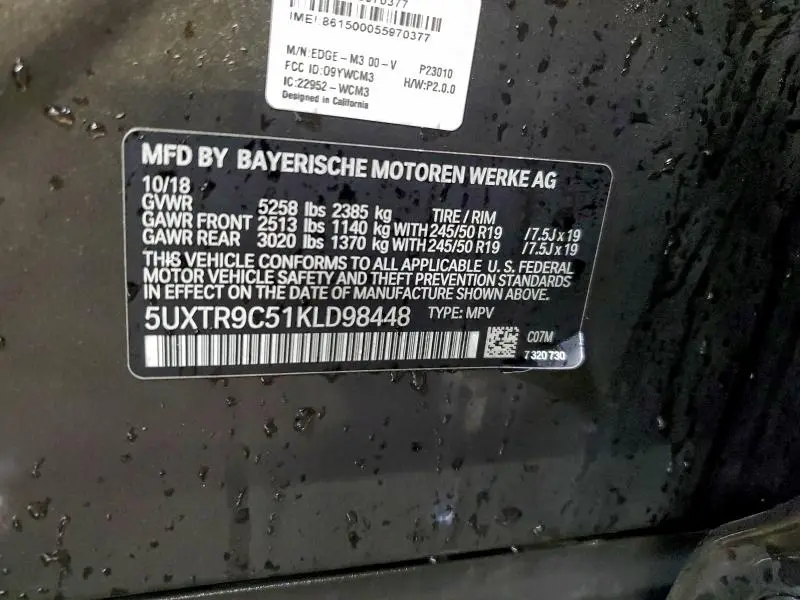 IMEI 861500055970377
M/N:EDGE-M3 00-V P23010
FCC ID:O9YWCM3 H/W:P2.0.0
IC:22952-WCM3
Designed in California
MFD BY BAYERISCHE MOTOREN WERKE AG
10/18
GVWR 5258 lbs 2385 kg TIRE / RIM
GAWR FRONT 2513 lbs 1140 kg WITH 245/50 R19 / 7.5J x 19
GAWR REAR 3020 lbs 1370 kg WITH 245/50 R19 / 7.5J x 19
THIS VEHICLE CONFORMS TO ALL APPLICABLE U. S. FEDERAL
MOTOR VEHICLE SAFETY AND THEFT PREVENTION STANDARDS
IN EFFECT ON THE DATE OF MANUFACTURE SHOWN ABOVE.
5UXTR9C51KLD98448 TYPE: MPV
C07M
7 320 730